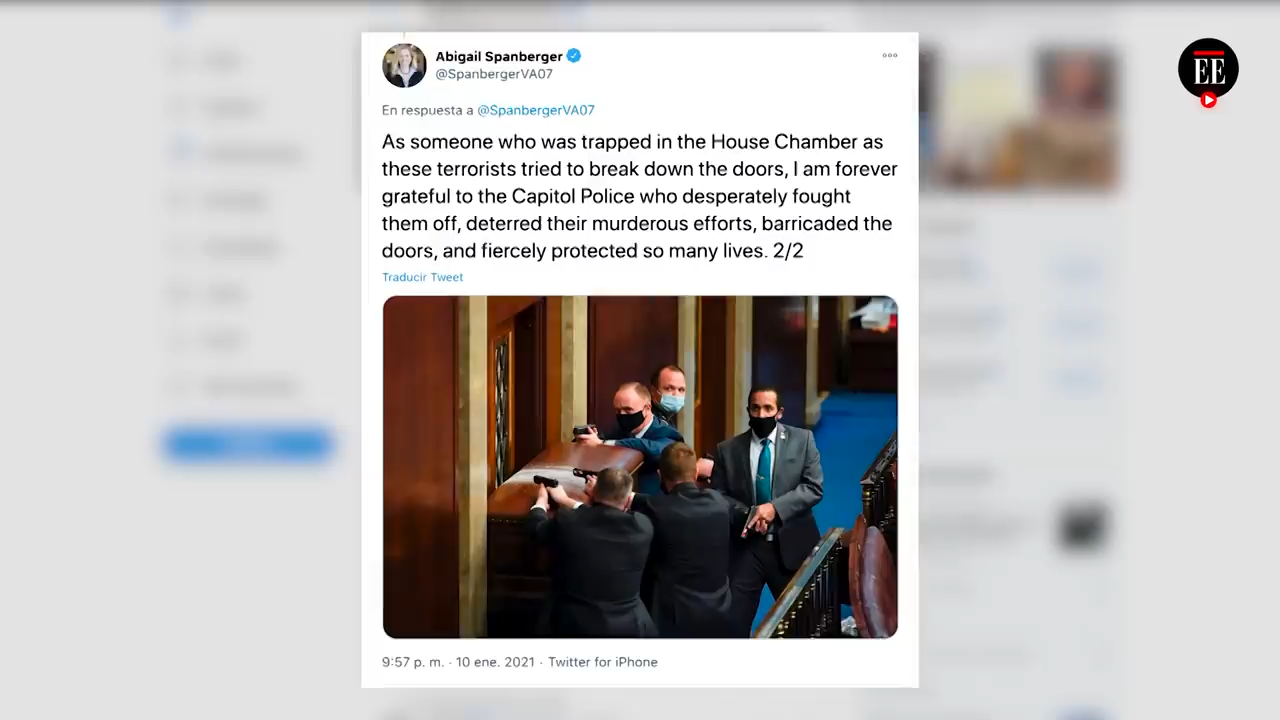 Abigail Spanberger
@SpanbergerVA07
EE
En respuesta a @SpanbergerVA07
As someone who was trapped in the House Chamber as
these terrorists tried to break down the doors, I am forever
grateful to the Capitol Police who desperately fought
them off, deterred their murderous efforts, barricaded the
doors, and fiercely protected so many lives. 2/2
Traducir Tweet
9:57 p. m. · 10 ene. 2021 · Twitter for iPhone